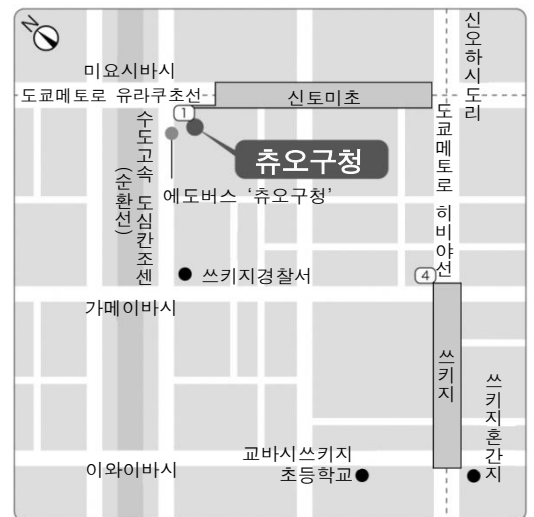 N
신오하시도리
미요시바시
도쿄메트로 유라쿠초선
신토미초
1
츄오구청
에도버스 ‘츄오구청’
수도고속 도심칸조센
(순환선)
도쿄메트로 히비야선
쓰키지경찰서
4
가메이바시
쓰키지
쓰키지혼간지
교바시쓰키지
초등학교
이와이바시